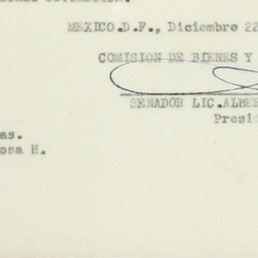 MEXICO.D.F., Diciembre 22
COMISION DE BIENES Y
SENADOR LIC.ALBE
Presi
as.
osa H.